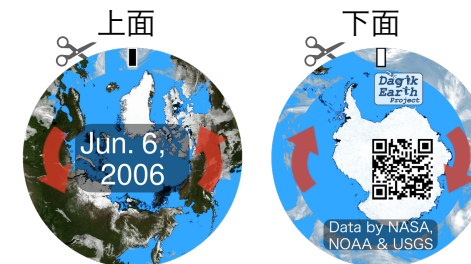 上面
下面
Jun. 6,
2006
Dagik
Earth
Project
Data by NASA,
NOAA & USGS